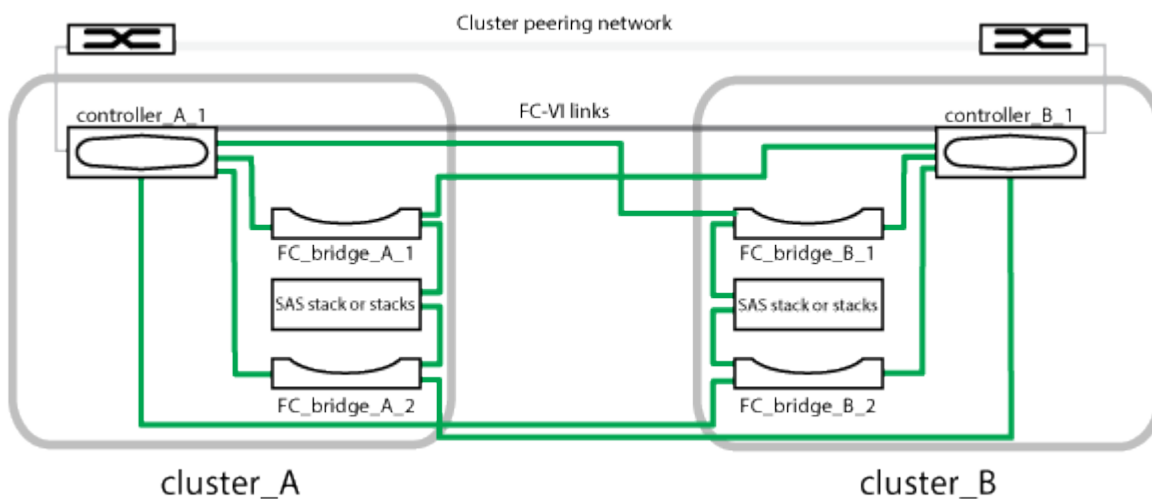 Cluster peering network
controller_A_1
FC-VI links
controller_B_1
FC_bridge_A_1
FC_bridge_B_1
SAS stack or stacks
SAS stack or stacks
FC_bridge_A_2
FC_bridge_B_2
cluster_A
cluster_B